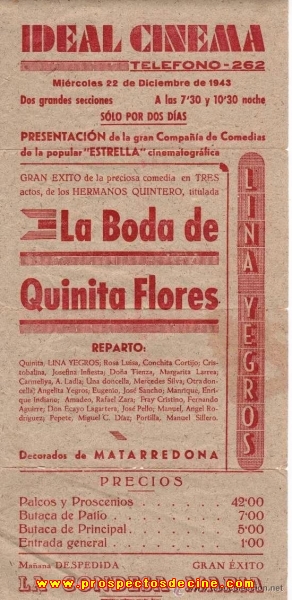 IDEAL CINEMA
TELEFONO - 262
Miércoles 22 de Diciembre de 1943
Dos grandes secciones A las 7'30 y 10'30 noche
SÓLO POR DOS DÍAS
PRESENTACIÓN de la gran Compañía de Comedias
de la popular "ESTRELLA" cinematográfica
GRAN EXITO de la preciosa comedia en TRES
actos, de los HERMANOS QUINTERO, titulada
La Boda de
Quinita Flores
LINA YEGROS
REPARTO:
Quinita, LINA YEGROS; Rosa Luisa, Conchita Cortijo; Cris-
tobalina, Josefina Infiesta; Doña Tienza, Margarita Larrea;
Carmeliya, A. Ladia; Una doncella, Mercedes Silva; Otra don-
cella; Angelita Yegros; Eugenio, José Sancho; Manrique, Enri-
que Indiane; Amadeo, Rafael Zara; Fray Cristino, Fernando
Aguirre; Don Ecayo Lagartera, José Pello; Manuel, Angel Ro-
dríguez; Pepete, Miguel C. Díaz; Portilla, Manuel Sillero.
Decorados de MATARREDONA
PRECIOS
Palcos y Proscenios 42'00
Butaca de Patio 7'00
Butaca de Principal 5'00
Entrada general 1'00
Mañana DESPEDIDA GRAN ÉXITO
www.prospectosdecine.com